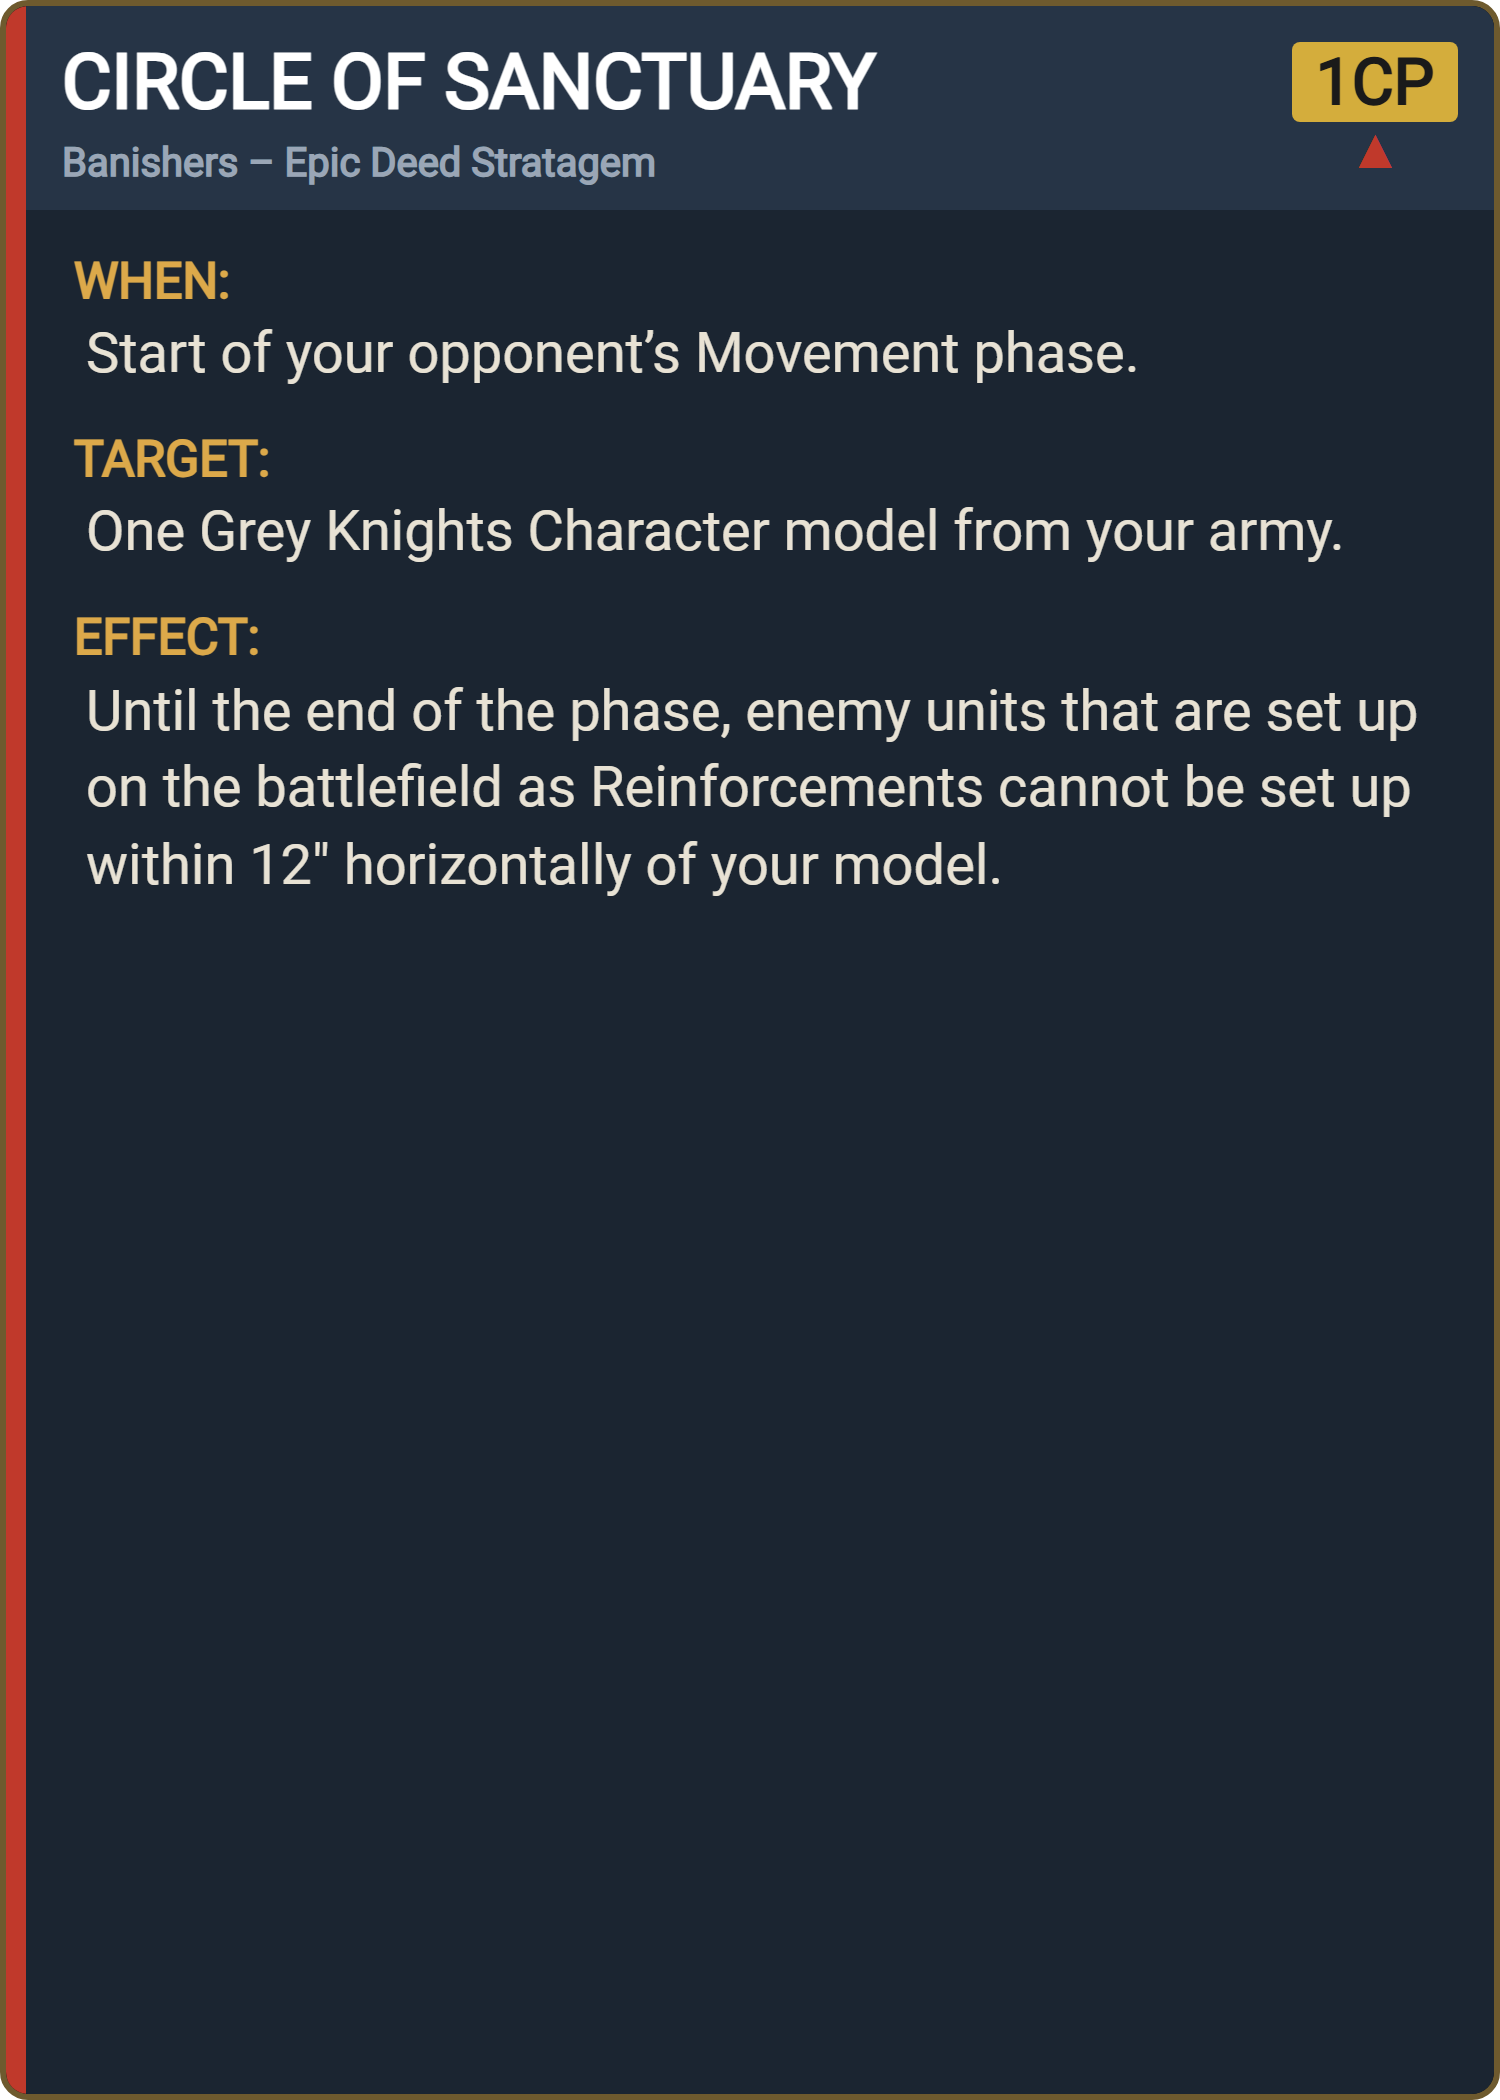 CIRCLE OF SANCTUARY
1CP
Banishers – Epic Deed Stratagem
WHEN:
Start of your opponent’s Movement phase.
TARGET:
One Grey Knights Character model from your army.
EFFECT:
Until the end of the phase, enemy units that are set up
on the battlefield as Reinforcements cannot be set up
within 12" horizontally of your model.